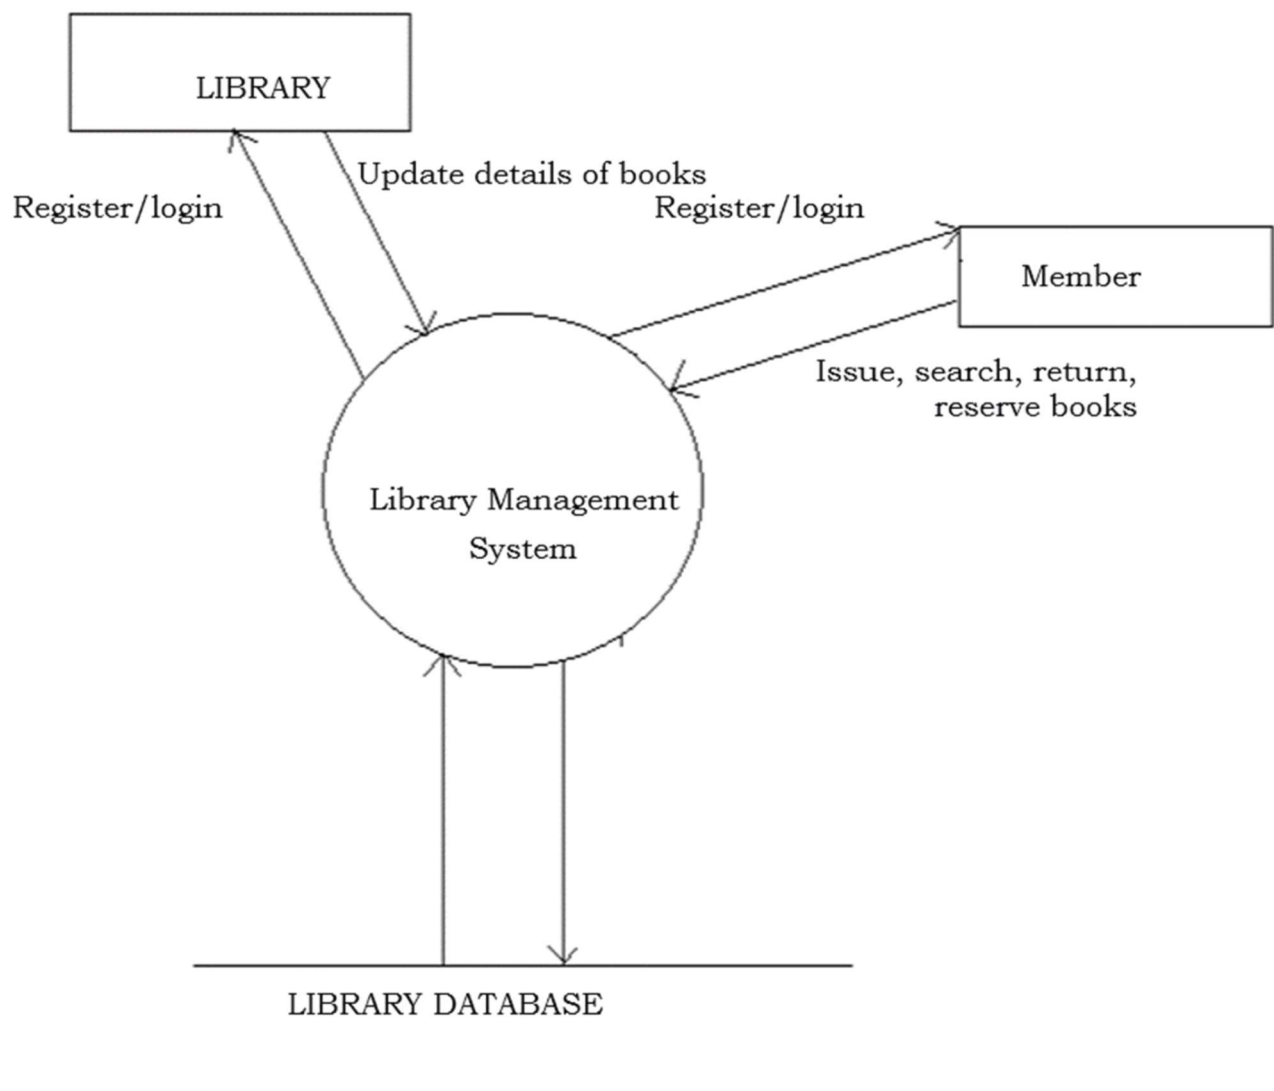 LIBRARY
Update details of books
Register/login
Register/login
Member
Issue, search, return,
reserve books
Library Management
System
LIBRARY DATABASE